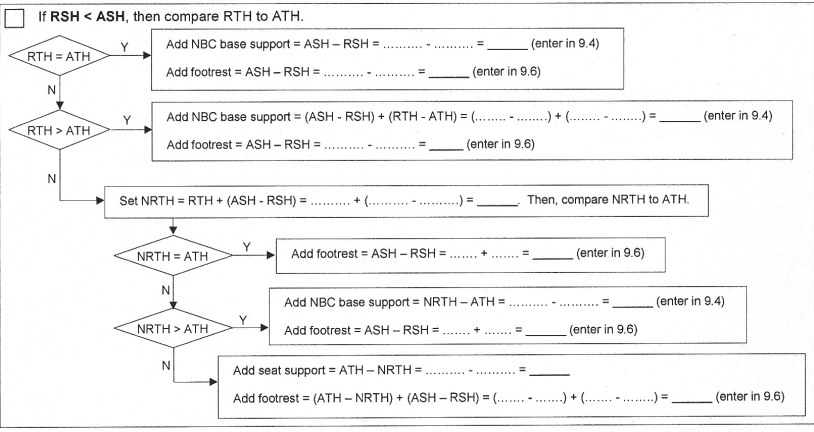 If RSH < ASH, then compare RTH to ATH.
RTH = ATH
Y
Add NBC base support = ASH – RSH = .......... - .......... = ______ (enter in 9.4)
Add footrest = ASH – RSH = .......... - .......... = _____ (enter in 9.6)
N
RTH > ATH
Y
Add NBC base support = (ASH - RSH) + (RTH - ATH) = (........ - ........) + (........ - ........) = ______ (enter in 9.4)
Add footrest = ASH – RSH = .......... - .......... = _____ (enter in 9.6)
N
Set NRTH = RTH + (ASH - RSH) = .......... + (.......... - ..........) = ______. Then, compare NRTH to ATH.
NRTH = ATH
Y
Add footrest = ASH – RSH = ....... + ....... = ______ (enter in 9.6)
N
NRTH > ATH
Y
Add NBC base support = NRTH – ATH = .......... - .......... = ______ (enter in 9.4)
Add footrest = ASH – RSH = ....... + ....... = ______ (enter in 9.6)
N
Add seat support = ATH – NRTH = .......... - .......... = ______
Add footrest = (ATH – NRTH) + (ASH – RSH) = (....... - .......) + (....... - .......) = ______ (enter in 9.6)